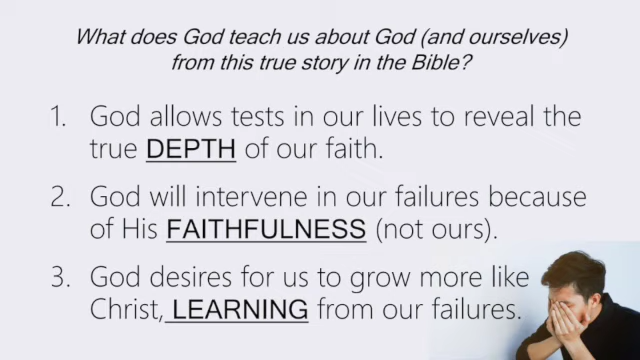 What does God teach us about God (and ourselves)
from this true story in the Bible?
1. God allows tests in our lives to reveal the
true DEPTH of our faith.
2. God will intervene in our failures because
of His FAITHFULNESS (not ours).
3. God desires for us to grow more like
Christ, LEARNING from our failures.